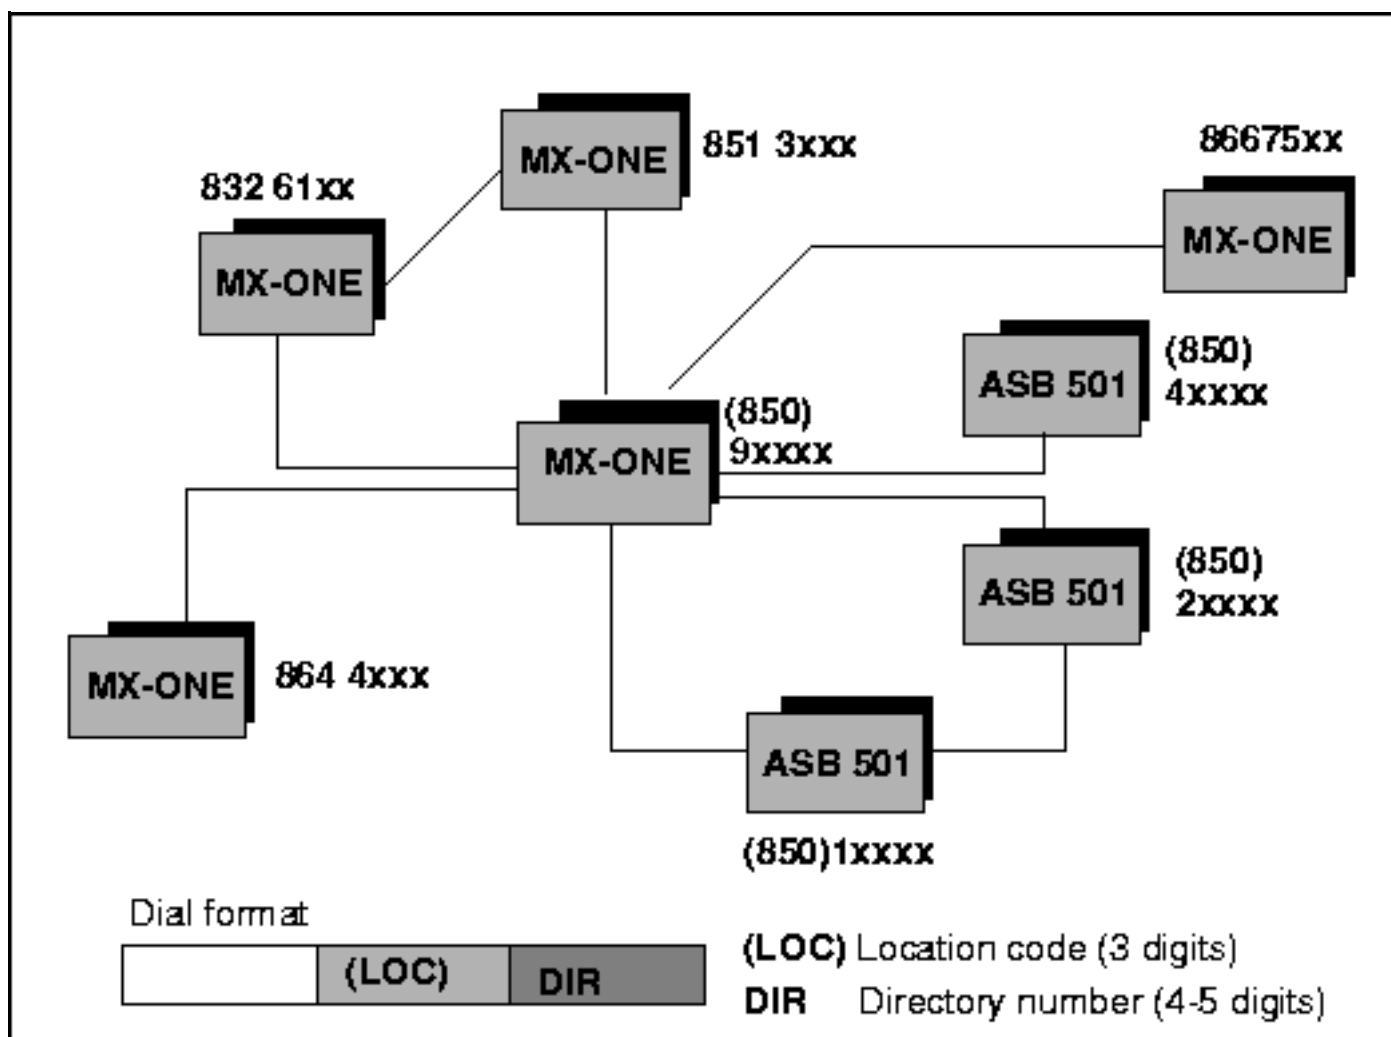 851 3xxx
MX-ONE
86675xx
MX-ONE
832 61xx
MX-ONE
(850)
4xxxx
ASB 501
(850)
9xxxx
MX-ONE
(850)
2xxxx
ASB 501
MX-ONE
864 4xxx
ASB 501
(850)1xxxx
Dial format
(LOC)
DIR
(LOC) Location code (3 digits)
DIR Directory number (4-5 digits)